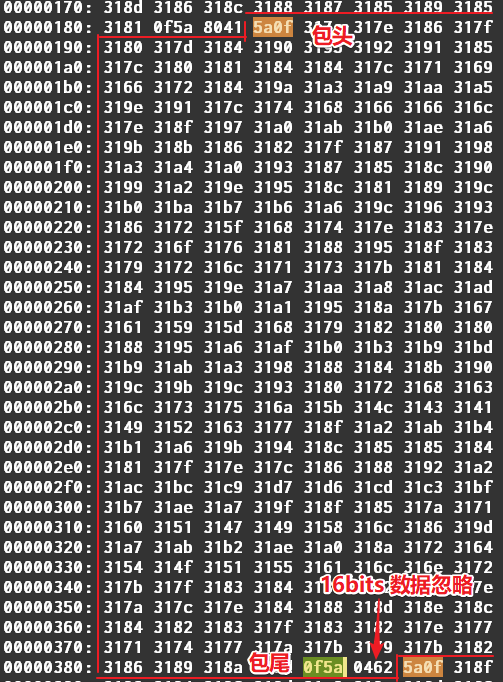 00000170: 318d 3186 318c 3188 3187 3185 3189 3185
00000180: 3181 0f5a 8041 5a0f 317e 3186 317f
包头
00000190: 3180 317d 3184 3190 3192 3191 3185
000001a0: 317c 3180 3181 3184 3184 317c 3171 3169
000001b0: 3166 3172 3184 319a 31a3 31a9 31aa 31a5
000001c0: 319e 3191 317c 3174 3168 3166 3166 316c
000001d0: 317e 318f 3197 31a0 31ab 31b0 31ae 31a6
000001e0: 319b 318b 3186 3182 317f 3187 3191 3198
000001f0: 31a3 31a4 31a0 3193 3187 3185 318c 3190
00000200: 3199 31a2 319e 3195 318c 3181 3189 319c
00000210: 31b0 31ba 31b7 31b6 31a6 319c 3196 3193
00000220: 3186 3172 315f 3168 3174 317e 3183 317e
00000230: 3172 316f 3176 3181 3188 3195 318f 3183
00000240: 3179 3172 316c 3171 3173 317b 3181 3184
00000250: 3184 3195 319e 31a7 31aa 31a8 31ac 31ad
00000260: 31af 31b3 31b0 31a1 3195 318a 317b 3167
00000270: 3161 3159 315d 3168 3179 3182 3180 3180
00000280: 3188 3195 31a6 31af 31b0 31b3 31b9 31bd
00000290: 31b9 31ab 31a3 3198 3188 3184 318b 3190
000002a0: 319c 319b 319c 3193 3180 3172 3168 3163
000002b0: 316c 3173 3175 316a 315b 314c 3143 3141
000002c0: 3149 3152 3163 3177 318f 31a2 31ab 31b4
000002d0: 31b1 31a6 319b 3194 318c 3185 3185 3184
000002e0: 3181 317f 317e 317c 3186 3188 3192 31a2
000002f0: 31ac 31bc 31c9 31d7 31d6 31cd 31c3 31bf
00000300: 31b7 31ae 31a7 319f 318f 3185 317a 3171
00000310: 3160 3151 3147 3149 3158 316c 3186 319d
00000320: 31a7 31ab 31b2 31ae 31a0 318a 3172 3164
00000330: 3154 314f 3151 3155 3161 316c 316e 3172
00000340: 317b 317f 3183 3184
16bits 数据忽略
00000350: 317a 317c 317e 3184 3188 318d 318e 318c
00000360: 3184 3182 3183 317f 3183 3182 317e 3177
00000370: 3171 3174 3177 317a 317b 3179 317b 3182
00000380: 3186 3189 318a 包尾 0f5a 0462 5a0f 318f